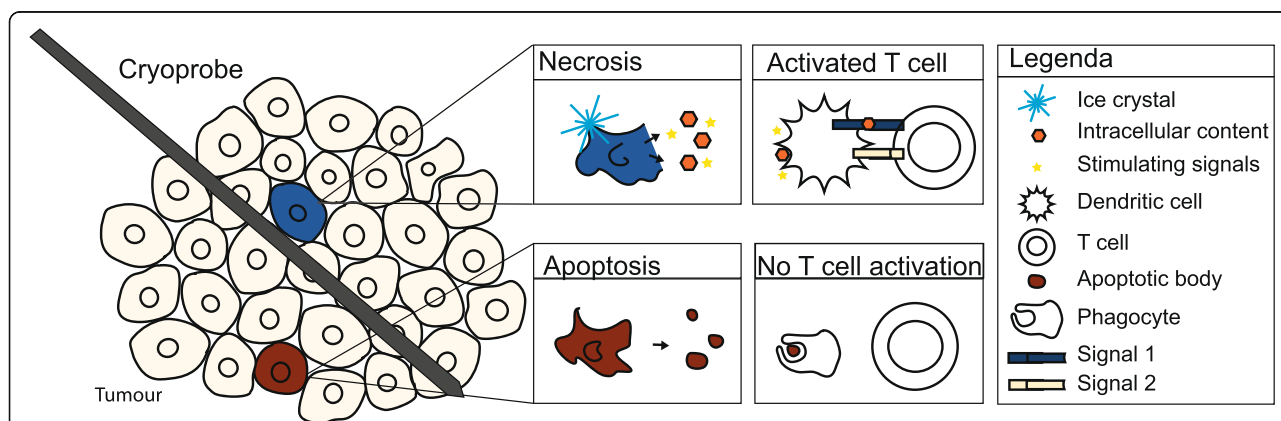 Cryoprobe
Tumour
Necrosis
Activated T cell
Apoptosis
No T cell activation
Legenda
Ice crystal
Intracellular content
Stimulating signals
Dendritic cell
T cell
Apoptotic body
Phagocyte
Signal 1
Signal 2